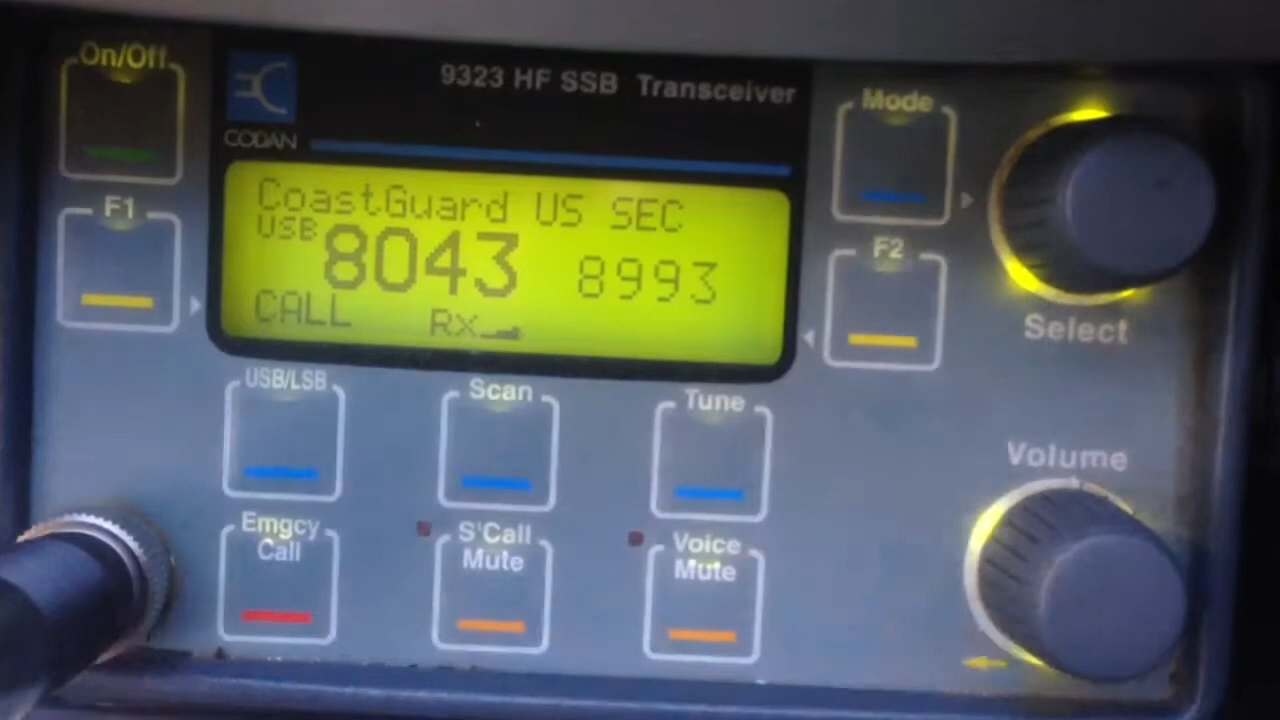 On/Off
CODAN
9323 HF SSB Transceiver
Mode
F1
CoastGuard US SEC
USB 8043 8993
CALL RX
F2
Select
USB/LSB
Scan
Tune
Volume
Emgcy
Call
S'Call
Mute
Voice
Mute